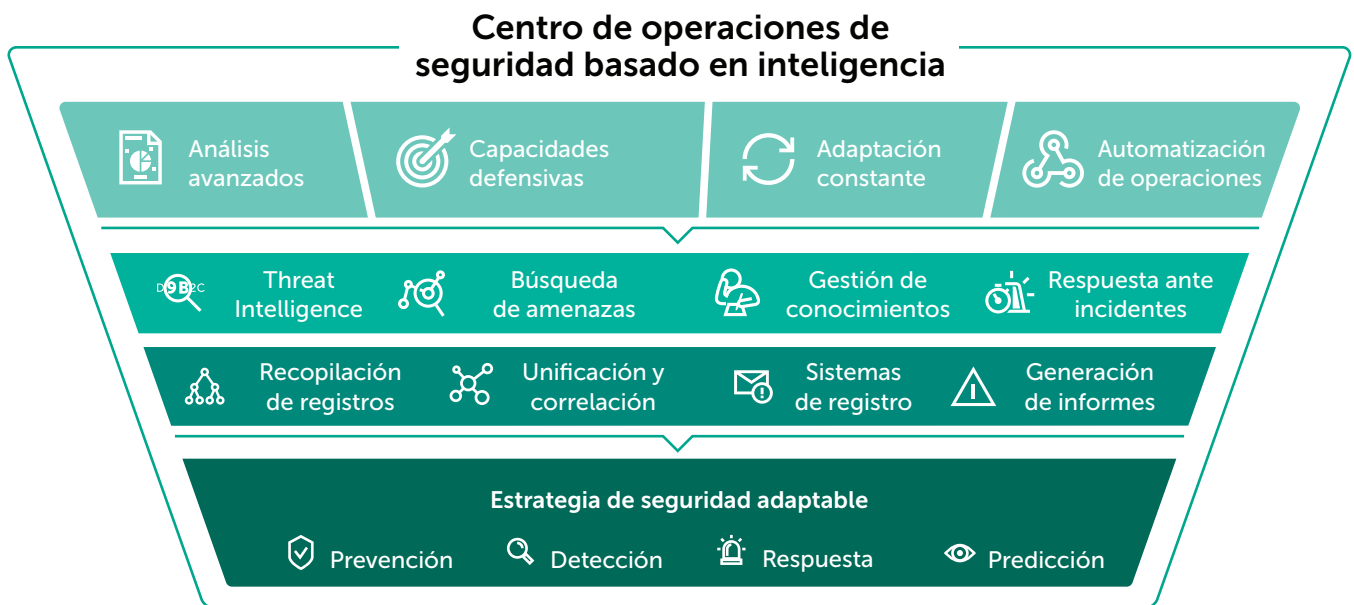 Centro de operaciones de
seguridad basado en inteligencia
Análisis
avanzados
Capacidades
defensivas
Adaptación
constante
Automatización
de operaciones
D9B2C
Threat
Intelligence
Búsqueda
de amenazas
Gestión de
conocimientos
Respuesta ante
incidentes
Recopilación
de registros
Unificación y
correlación
Sistemas
de registro
Generación
de informes
Estrategia de seguridad adaptable
Prevención
Detección
Respuesta
Predicción